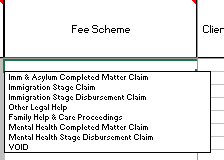 Fee Scheme
Clien
Imm & Asylum Completed Matter Claim
Immigration Stage Claim
Immigration Stage Disbursement Claim
Other Legal Help
Family Help & Care Proceedings
Mental Health Completed Matter Claim
Mental Health Stage Disbursement Claim
VOID